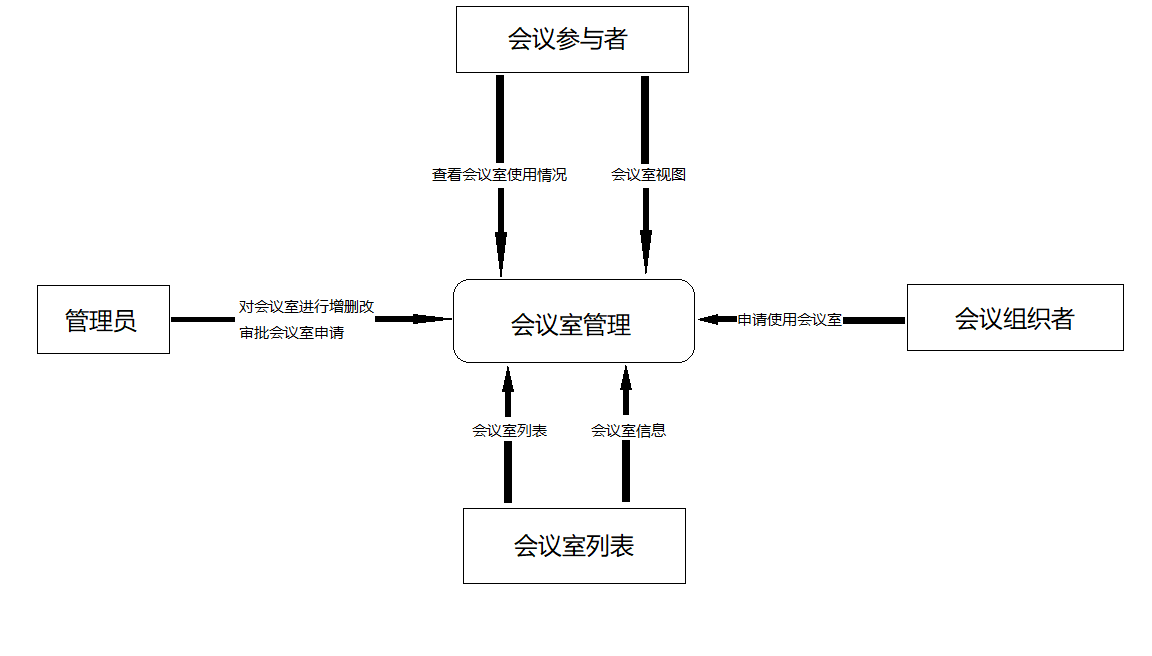 会议参与者
查看会议室使用情况
会议室视图
管理员
对会议室进行增删改
审批会议室申请
会议室管理
申请使用会议室
会议组织者
会议室列表
会议室信息
会议室列表